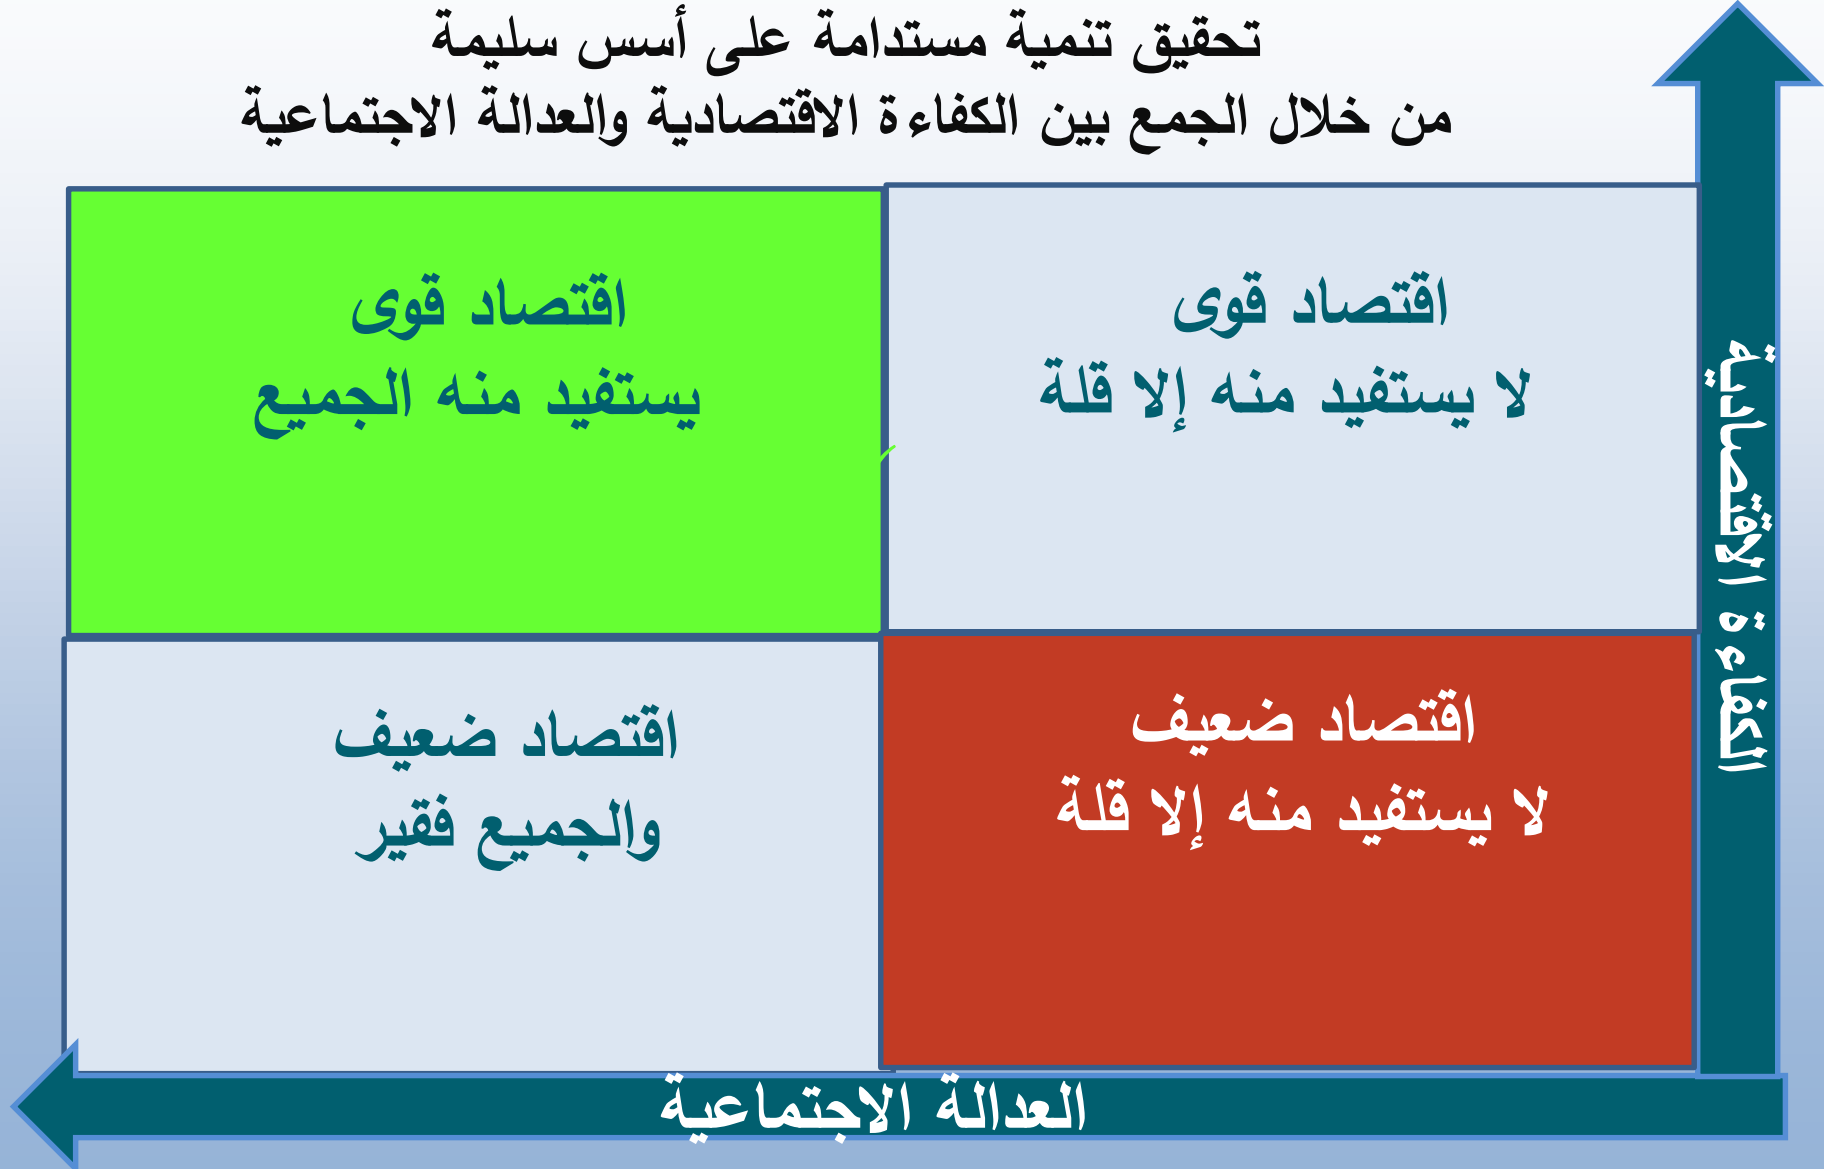 تحقيق تنمية مستدامة على أسس سليمة
من خلال الجمع بين الكفاءة الاقتصادية والعدالة الاجتماعية
اقتصاد قوى
لا يستفيد منه إلا قلة
اقتصاد قوى
يستفيد منه الجميع
اقتصاد ضعيف
لا يستفيد منه إلا قلة
اقتصاد ضعيف
والجميع فقير
الكفاءة الاقتصادية
العدالة الاجتماعية